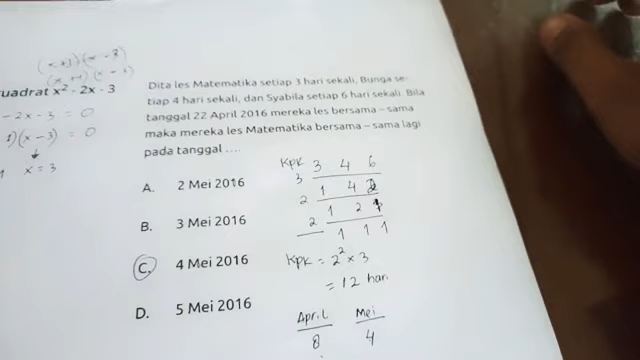 (x+1)(x-3)
uadrat x² - 2x - 3
- 2x - 3 = 0
)(x - 3) = 0
x = 3
Dita les Matematika setiap 3 hari sekali, Bunga se-
tiap 4 hari sekali, dan Syabila setiap 6 hari sekali. Bila
tanggal 22 April 2016 mereka les bersama – sama
maka mereka les Matematika bersama – sama lagi
pada tanggal ....
A. 2 Mei 2016
B. 3 Mei 2016
C. 4 Mei 2016
D. 5 Mei 2016
KPK 3 4 6
3 1 4 2
2 1 2 1
2 1 1 1
KPK = 2² × 3
= 12 hari
April Mei
8 4